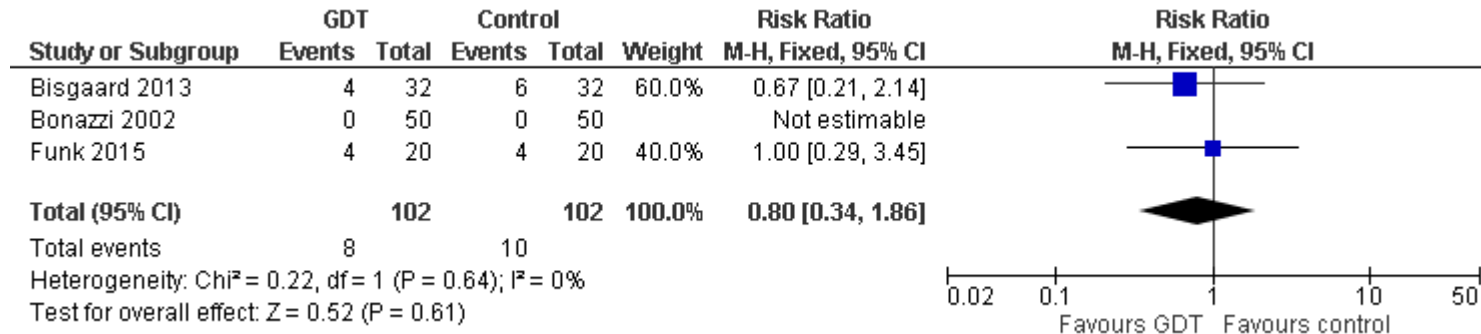 GDT Control Risk Ratio Risk Ratio
Study or Subgroup Events Total Events Total Weight M-H, Fixed, 95% CI M-H, Fixed, 95% CI
Bisgaard 2013 4 32 6 32 60.0% 0.67 [0.21, 2.14]
Bonazzi 2002 0 50 0 50 Not estimable
Funk 2015 4 20 4 20 40.0% 1.00 [0.29, 3.45]
Total (95% CI) 102 102 100.0% 0.80 [0.34, 1.86]
Total events 8 10
Heterogeneity: Chi² = 0.22, df = 1 (P = 0.64); I² = 0%
Test for overall effect: Z = 0.52 (P = 0.61)
0.02 0.1 1 10 50
Favours GDT Favours control